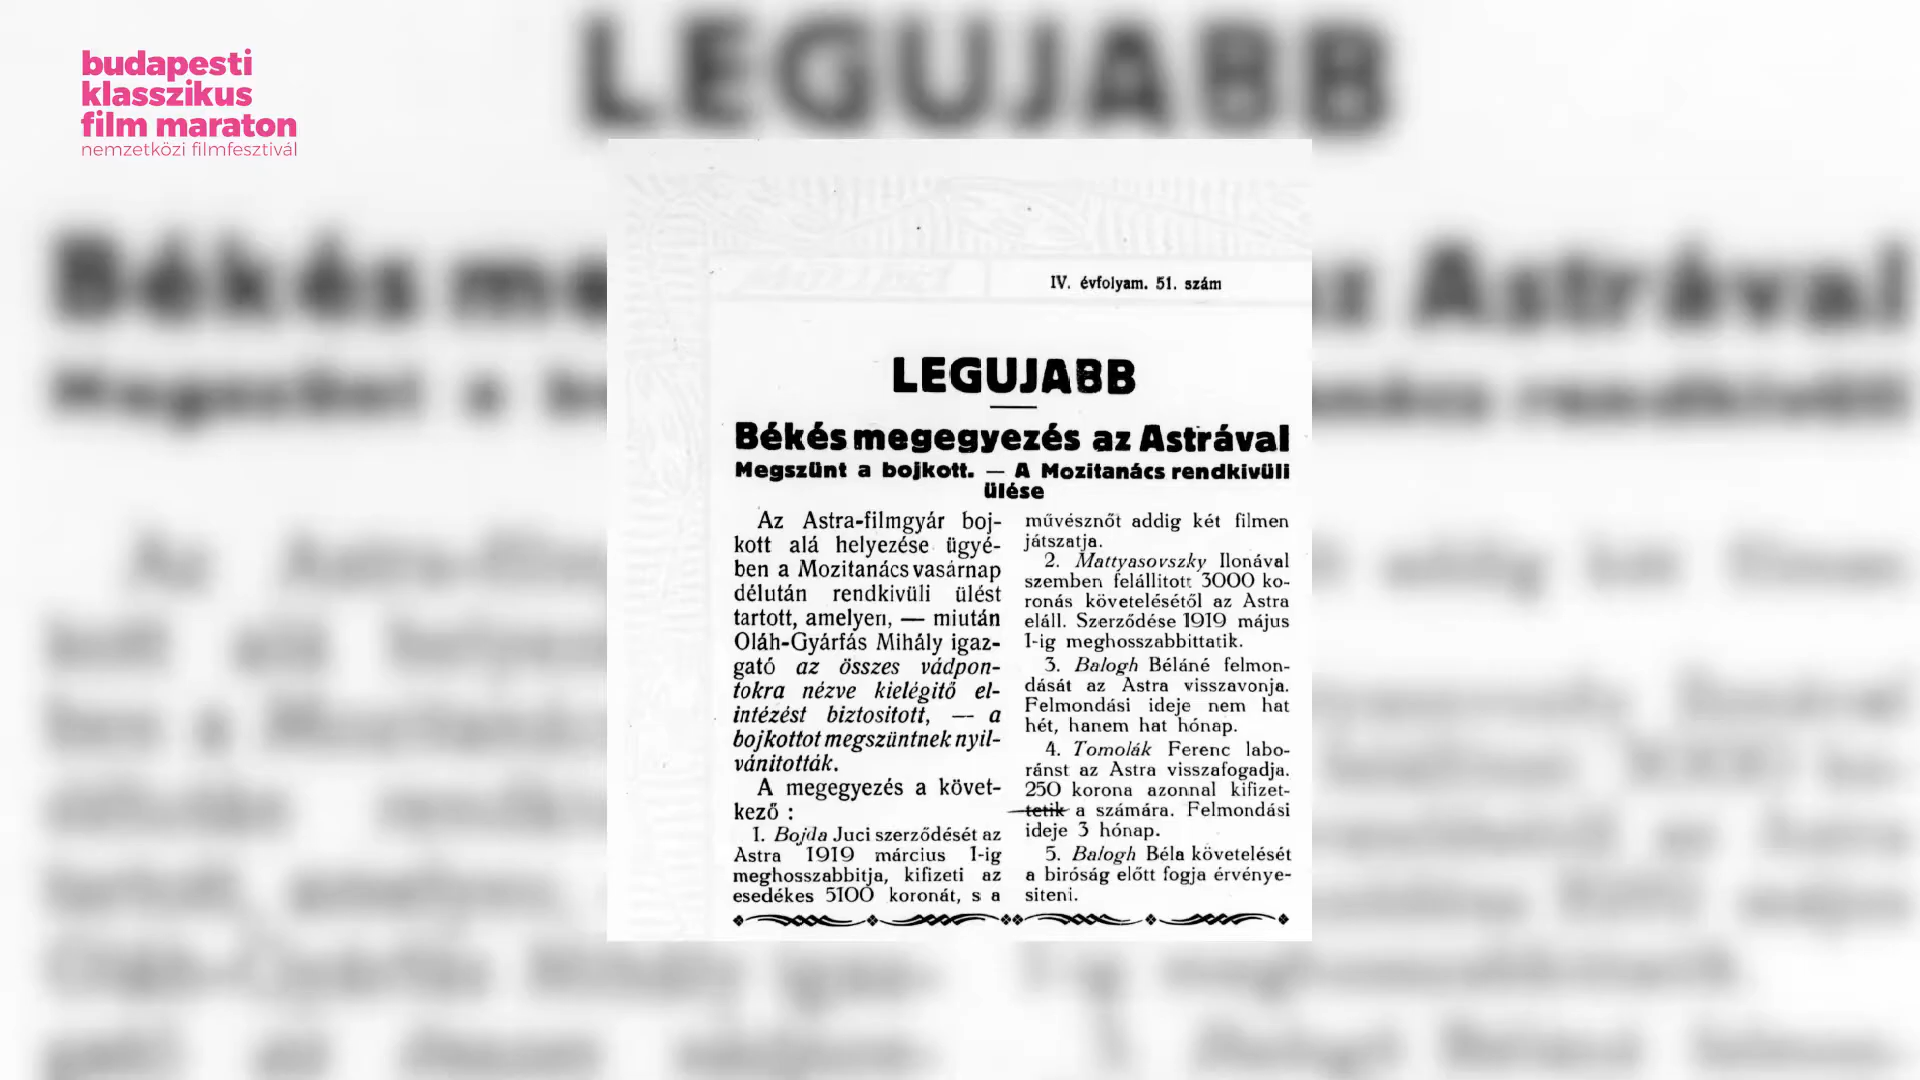 budapesti
klasszikus
film maraton
nemzetközi filmfesztivál
IV. évfolyam. 51. szám
LEGUJABB
Békés megegyezés az Astrával
Megszünt a bojkott. — A Mozitanács rendkivüli
ülése
Az Astra-filmgyár boj-
kott alá helyezése ügyé-
ben a Mozitanács vasárnap
délután rendkivüli ülést
tartott, amelyen, — miután
Oláh-Gyárfás Mihály igaz-
gató az összes vádpon-
tokra nézve kielégitő el-
intézést biztositott, — a
bojkottot megszüntnek nyil-
vánitották.
A megegyezés a követ-
kező :
1. Bojda Juci szerződését az
Astra 1919 március 1-ig
meghosszabbitja, kifizeti az
esedékes 5100 koronát, s a
művésznőt addig két filmen
játszatja.
2. Mattyasovszky Ilonával
szemben felállitott 3000 ko-
ronás követelésétől az Astra
eláll. Szerződése 1919 május
1-ig meghosszabbittatik.
3. Balogh Béláné felmon-
dását az Astra visszavonja.
Felmondási ideje nem hat
hét, hanem hat hónap.
4. Tomolák Ferenc labo-
ránst az Astra visszafogadja.
250 korona azonnal kifizet-
tetik a számára. Felmondási
ideje 3 hónap.
5. Balogh Béla követelését
a biróság előtt fogja érvénye-
siteni.